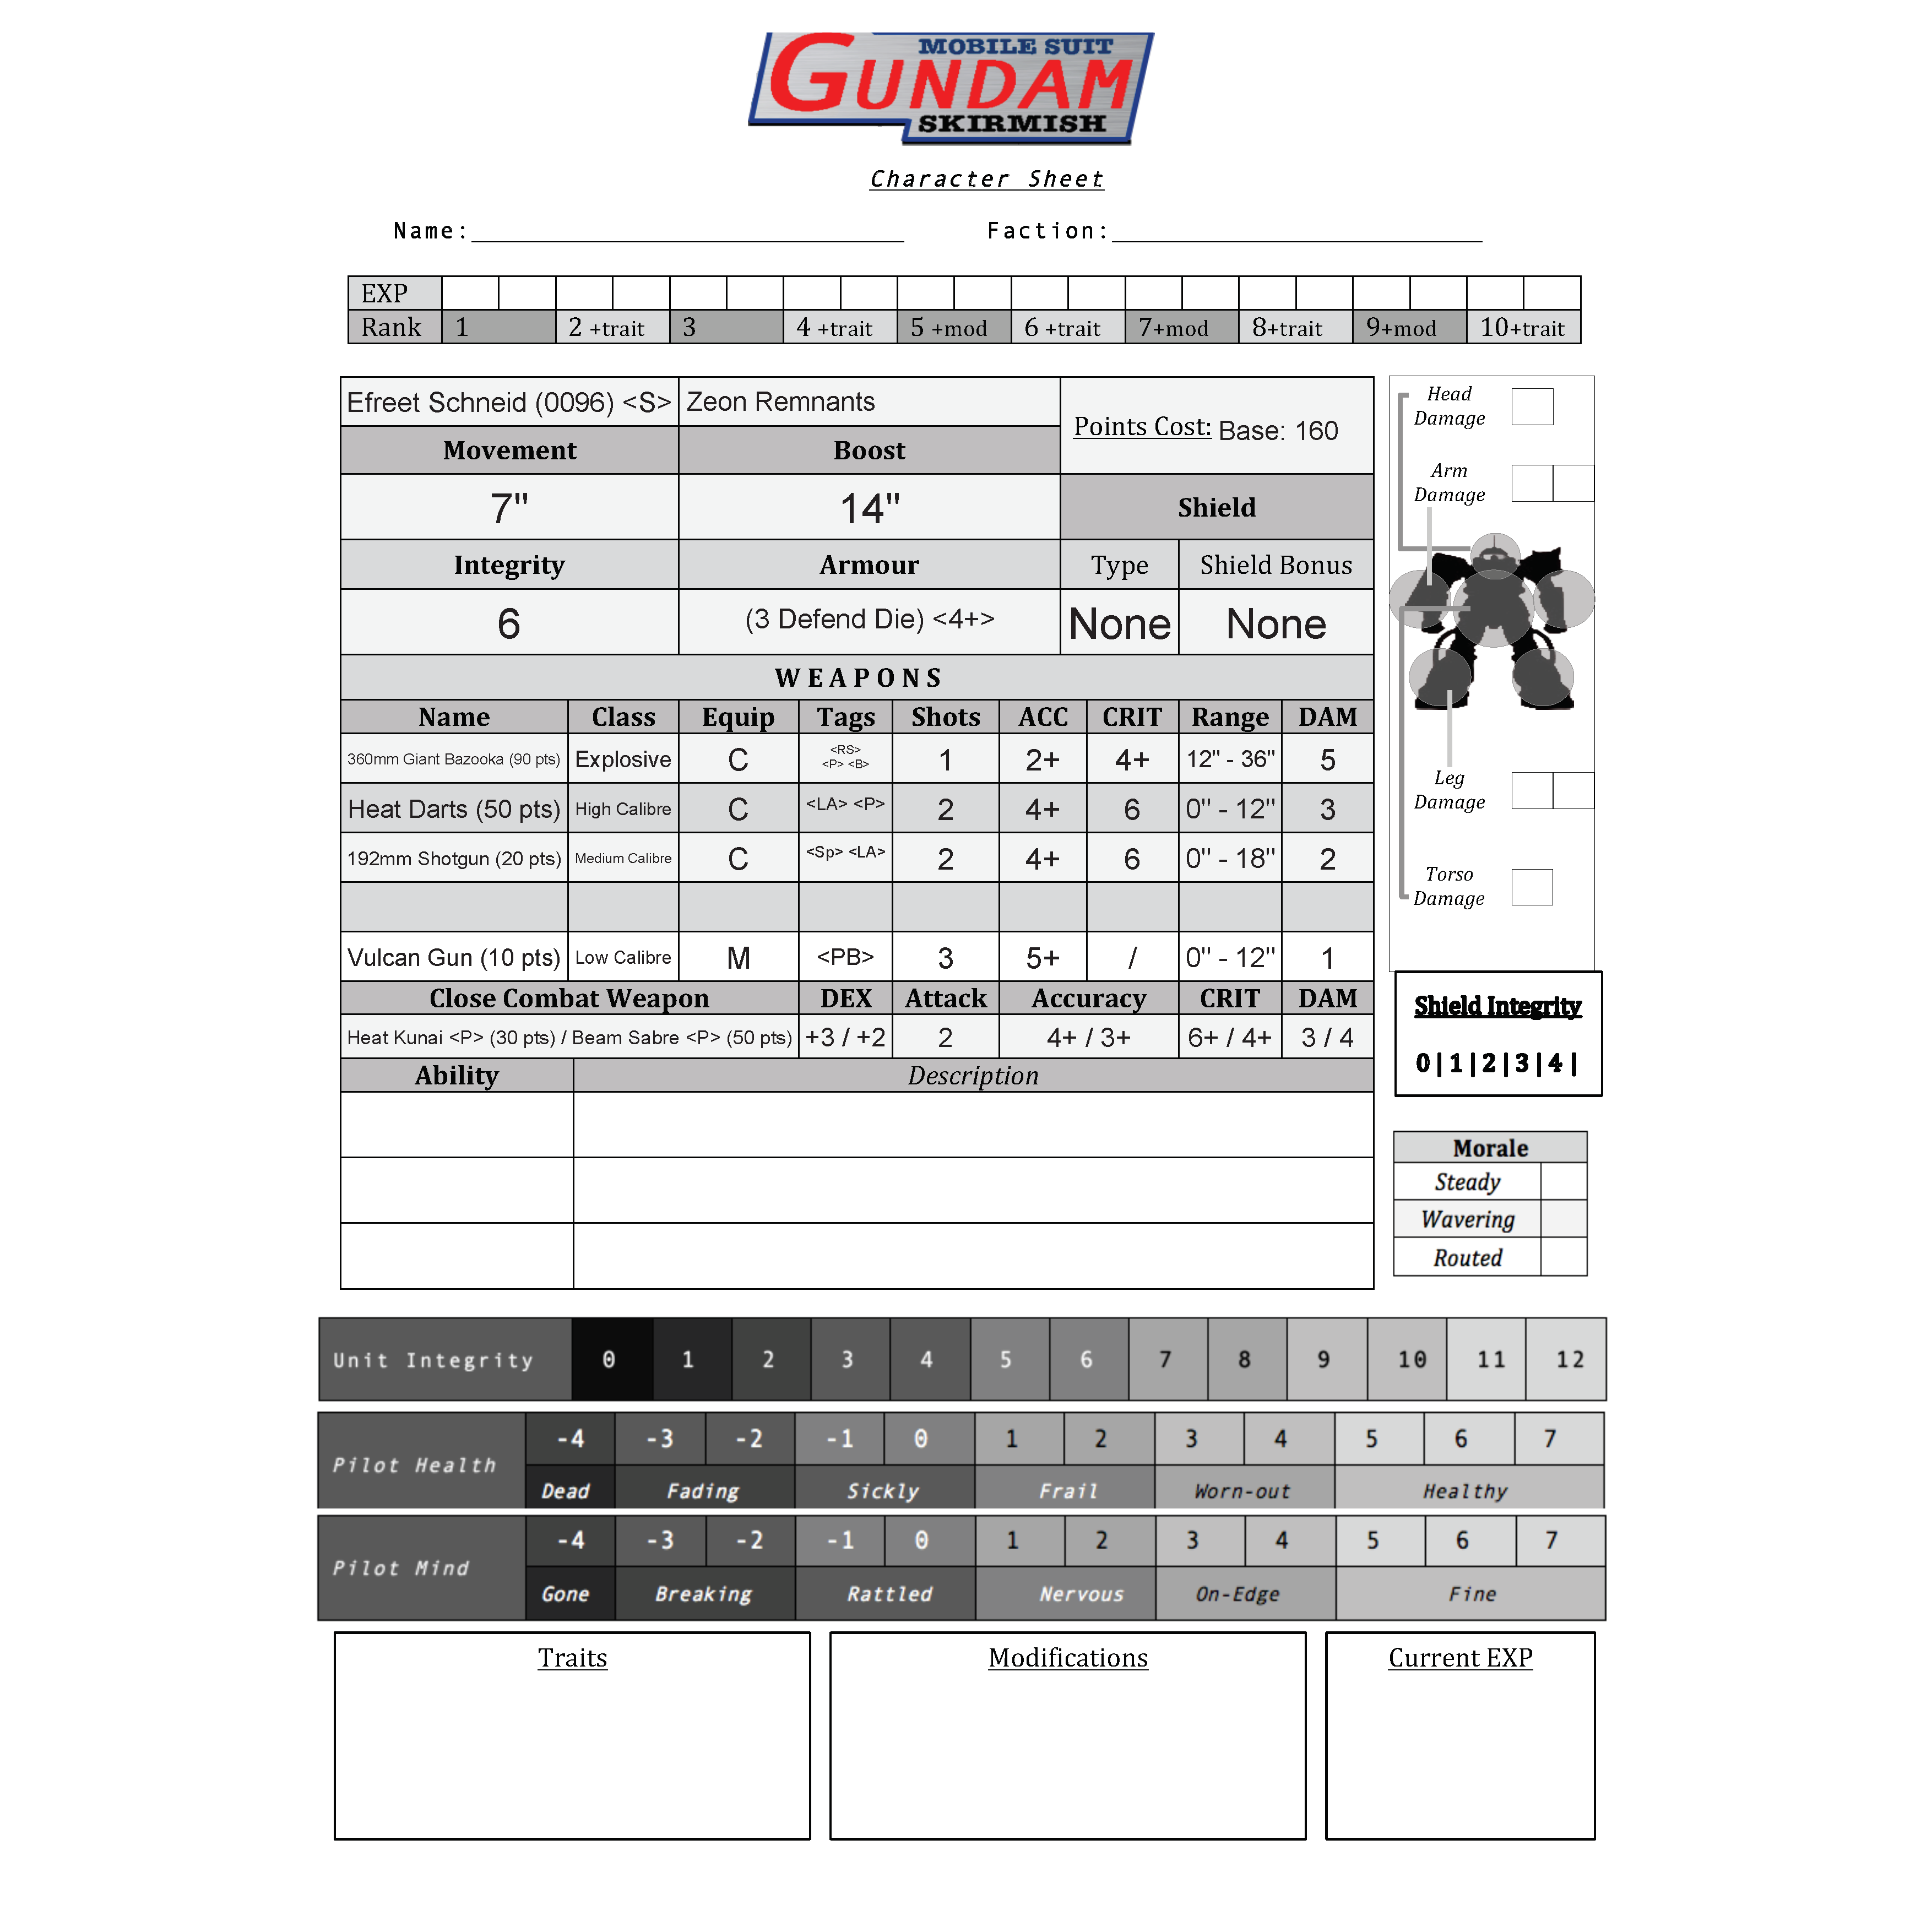 MOBILE SUIT
GUNDAM
SKIRMISH
Character Sheet
Name: Faction:
EXP
Rank 1 2 +trait 3 4 +trait 5 +mod 6 +trait 7+mod 8+trait 9+mod 10+trait
Efreet Schneid (0096) <S> Zeon Remnants Points Cost: Base: 160
Movement Boost
7" 14" Shield
Integrity Armour Type Shield Bonus
6 (3 Defend Die) <4+> None None
WEAPONS
Name Class Equip Tags Shots ACC CRIT Range DAM
360mm Giant Bazooka (90 pts) Explosive C <RS> <P> <B> 1 2+ 4+ 12" - 36" 5
Heat Darts (50 pts) High Calibre C <LA> <P> 2 4+ 6 0" - 12" 3
192mm Shotgun (20 pts) Medium Calibre C <Sp> <LA> 2 4+ 6 0" - 18" 2
Vulcan Gun (10 pts) Low Calibre M <PB> 3 5+ / 0" - 12" 1
Close Combat Weapon DEX Attack Accuracy CRIT DAM
Heat Kunai <P> (30 pts) / Beam Sabre <P> (50 pts) +3 / +2 2 4+ / 3+ 6+ / 4+ 3 / 4
Ability Description
Head
Damage
Arm
Damage
Leg
Damage
Torso
Damage
Shield Integrity
0|1|2|3|4|
Morale
Steady
Wavering
Routed
Unit Integrity 0 1 2 3 4 5 6 7 8 9 10 11 12
Pilot Health -4 -3 -2 -1 0 1 2 3 4 5 6 7
Dead Fading Sickly Frail Worn-out Healthy
Pilot Mind -4 -3 -2 -1 0 1 2 3 4 5 6 7
Gone Breaking Rattled Nervous On-Edge Fine
Traits Modifications Current EXP